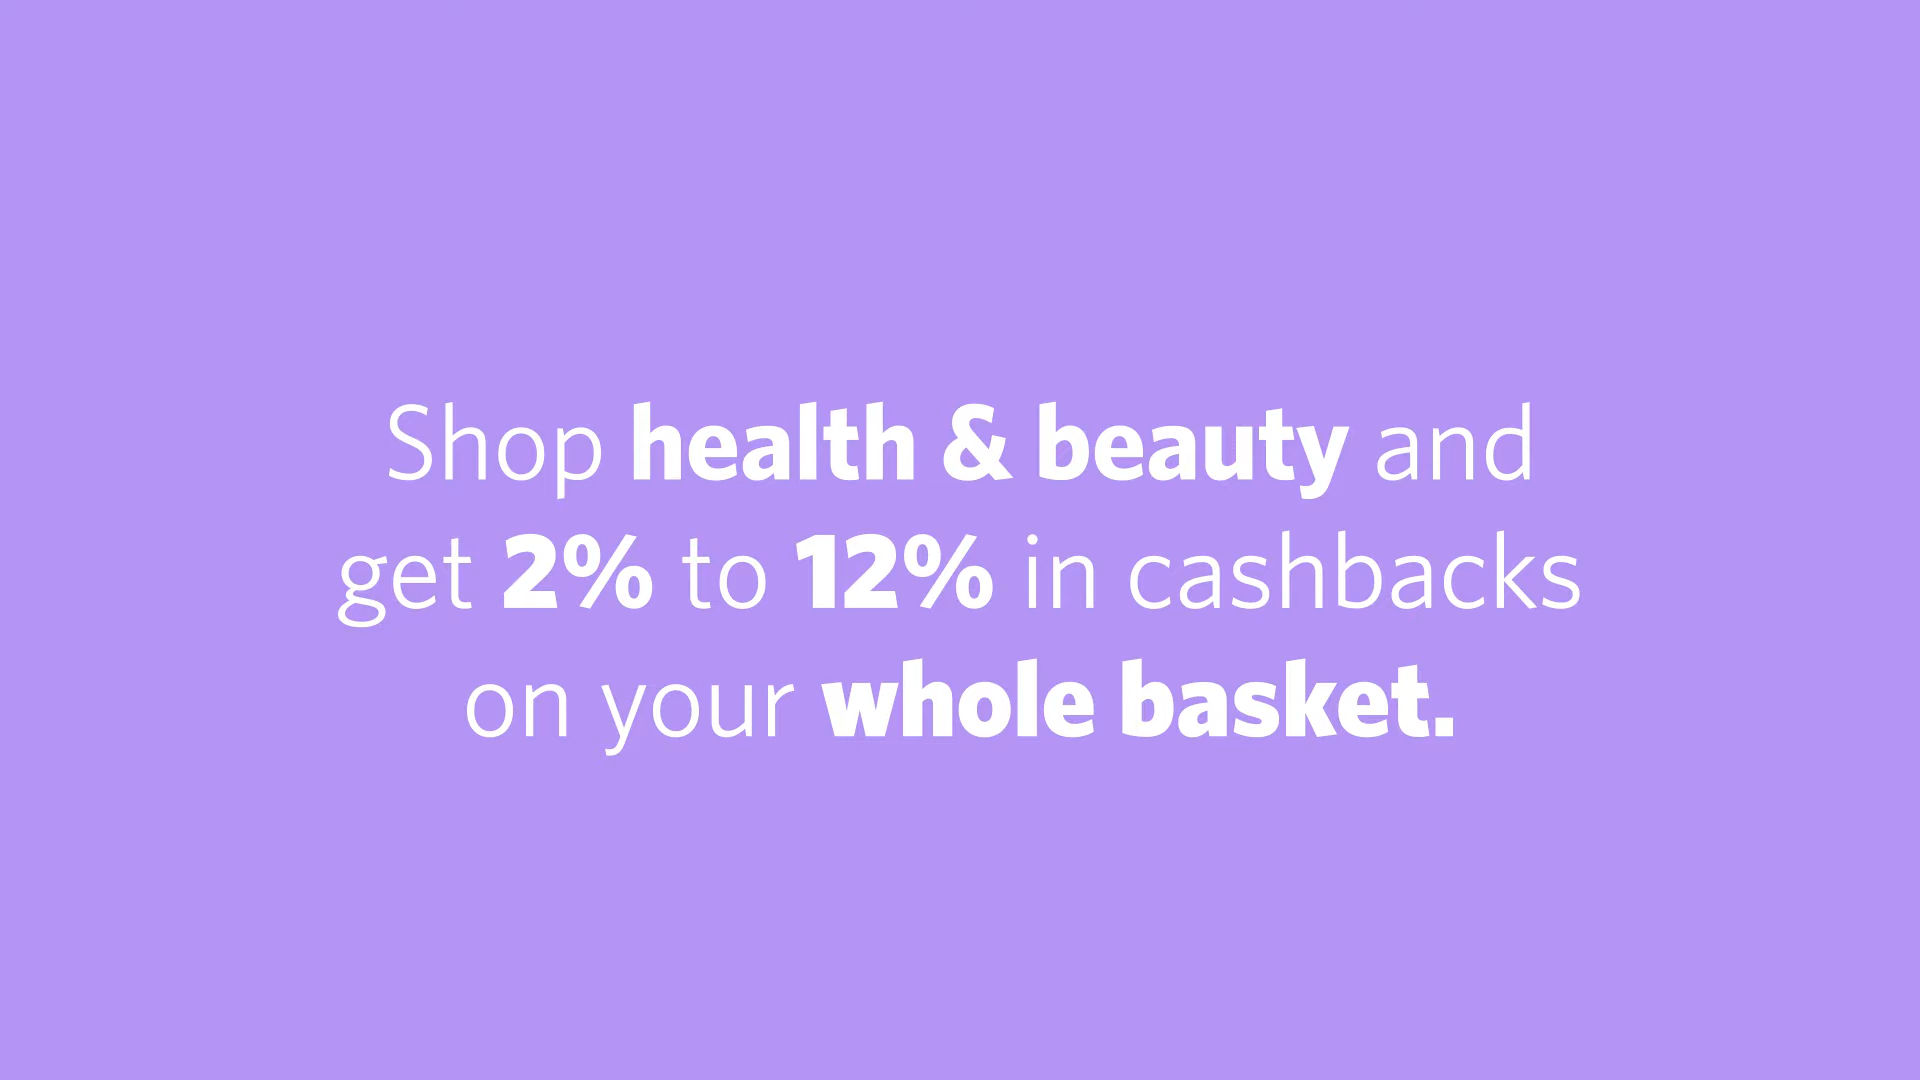 Shop health & beauty and
get 2% to 12% in cashbacks
on your whole basket.